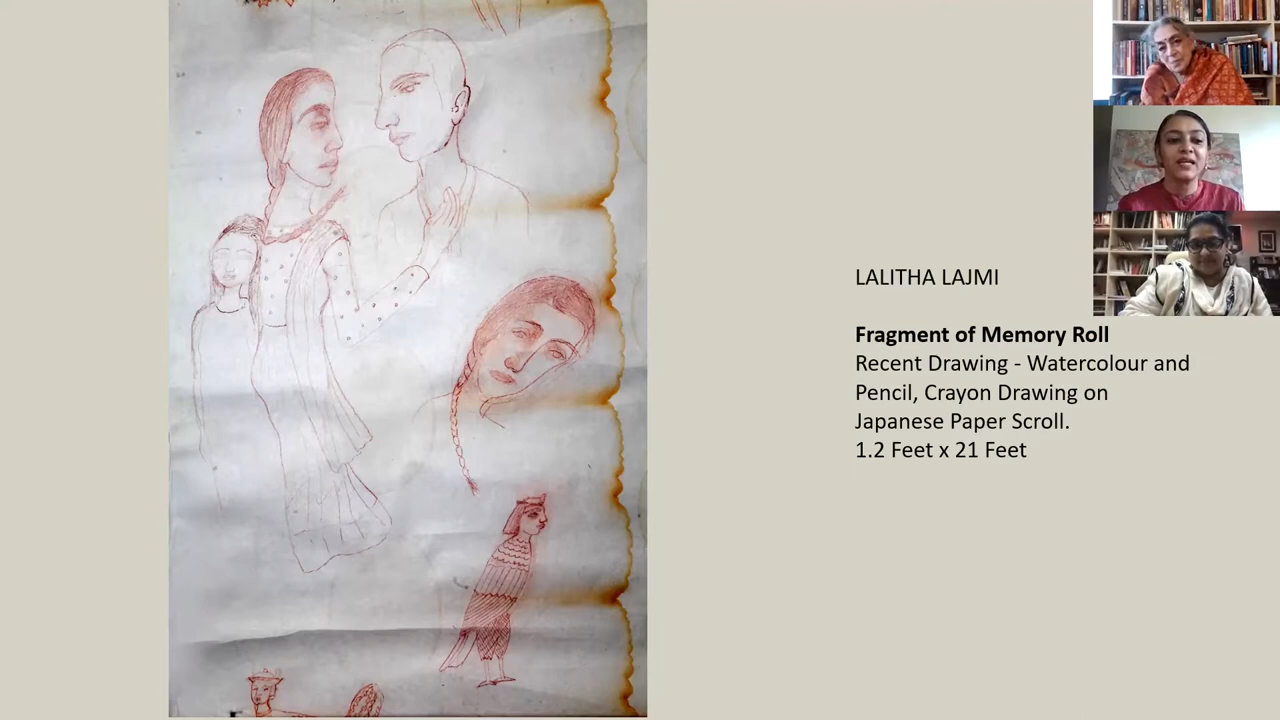 LALITHA LAJMI
Fragment of Memory Roll
Recent Drawing - Watercolour and
Pencil, Crayon Drawing on
Japanese Paper Scroll.
1.2 Feet x 21 Feet